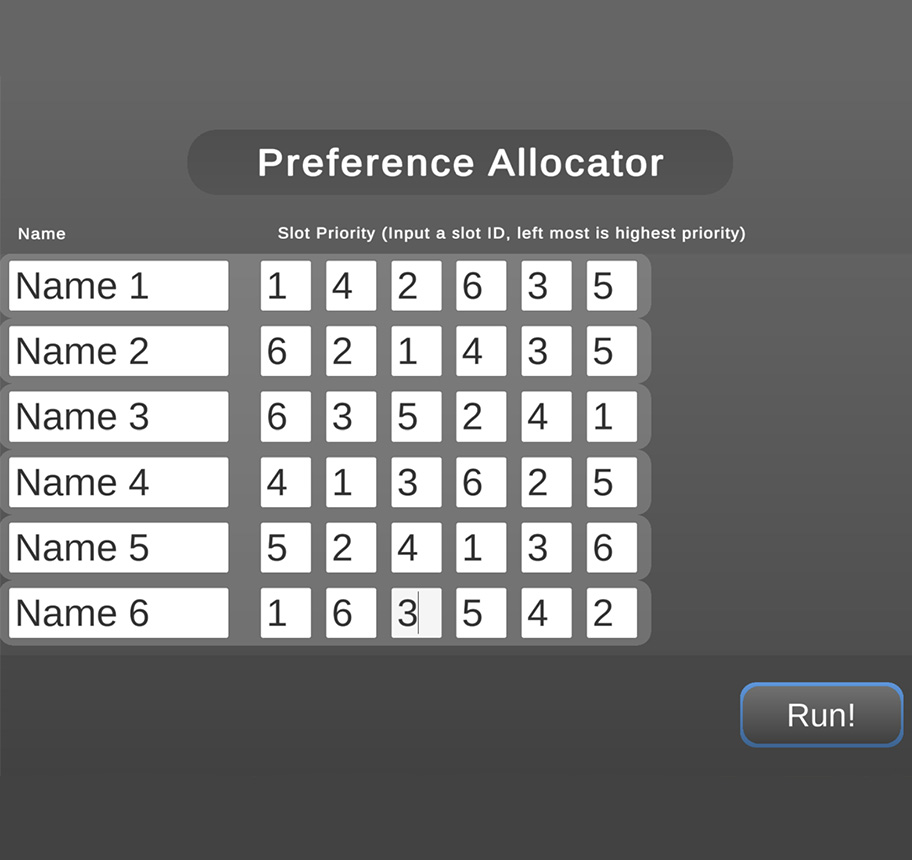 Preference Allocator
Name Slot Priority (Input a slot ID, left most is highest priority)
Name 1 1 4 2 6 3 5
Name 2 6 2 1 4 3 5
Name 3 6 3 5 2 4 1
Name 4 4 1 3 6 2 5
Name 5 5 2 4 1 3 6
Name 6 1 6 3 5 4 2
Run!